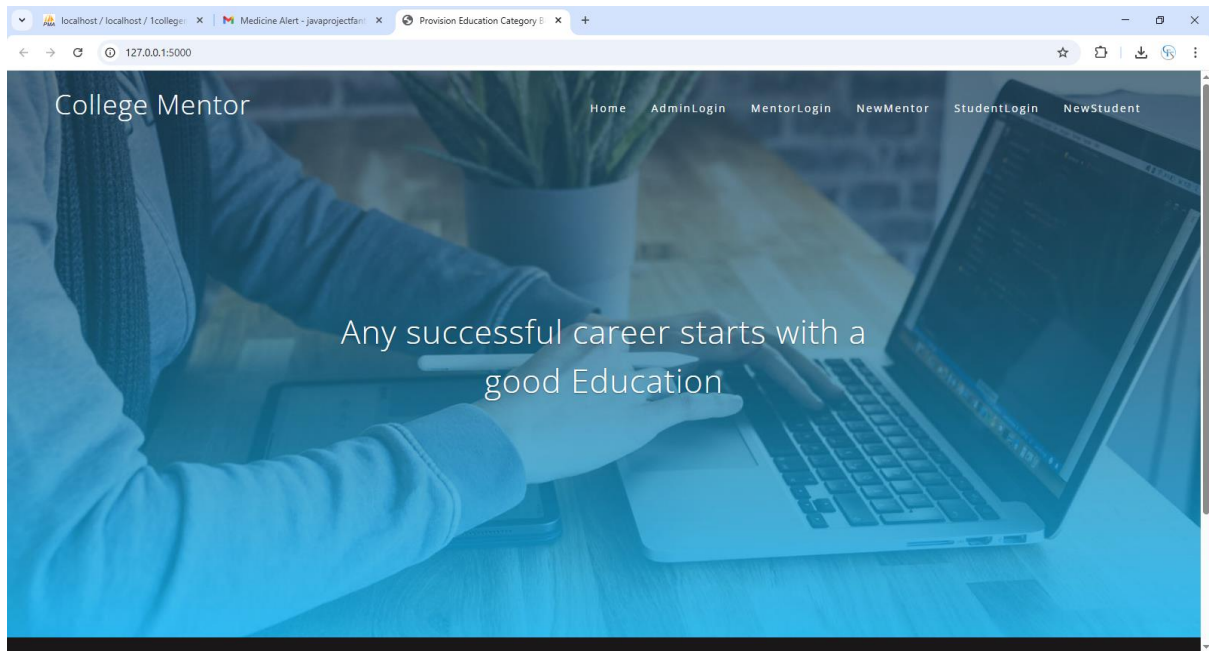 localhost / localhost / 1college
Medicine Alert - javaprojectfant
Provision Education Category B
127.0.0.1:5000
College Mentor
Home AdminLogin MentorLogin NewMentor StudentLogin NewStudent
Any successful career starts with a
good Education